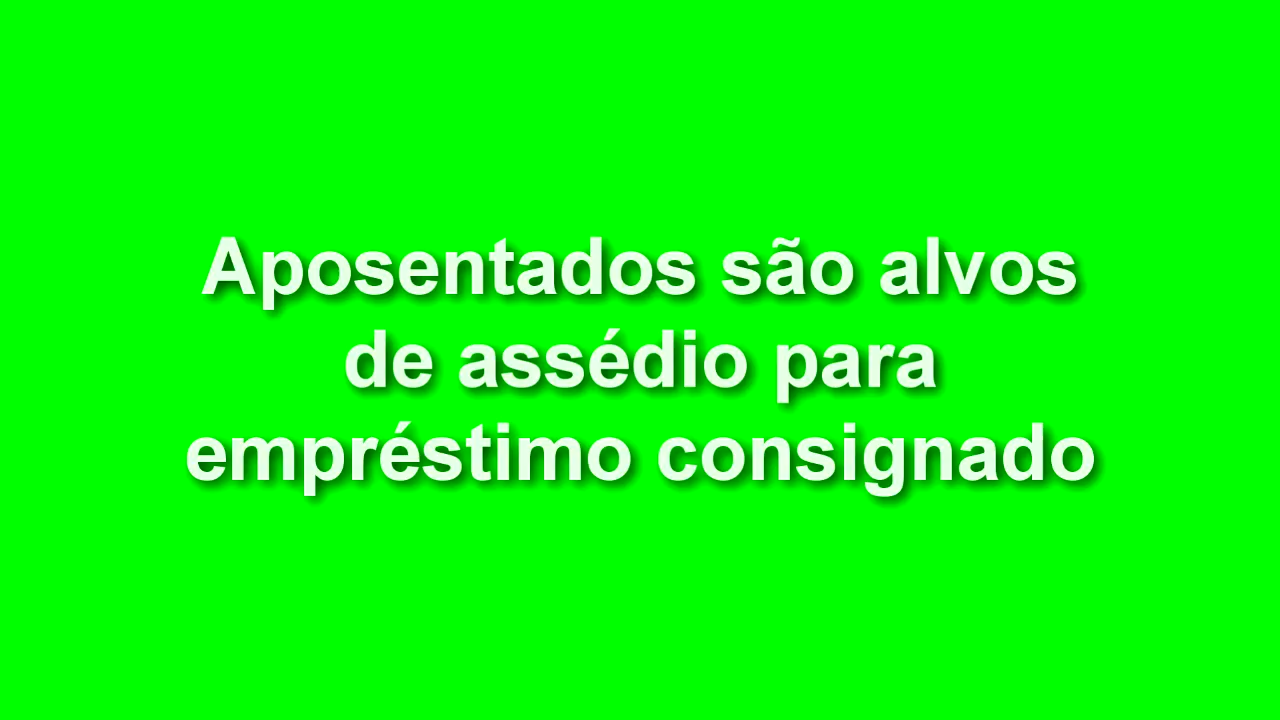 Aposentados são alvos
de assédio para
empréstimo consignado